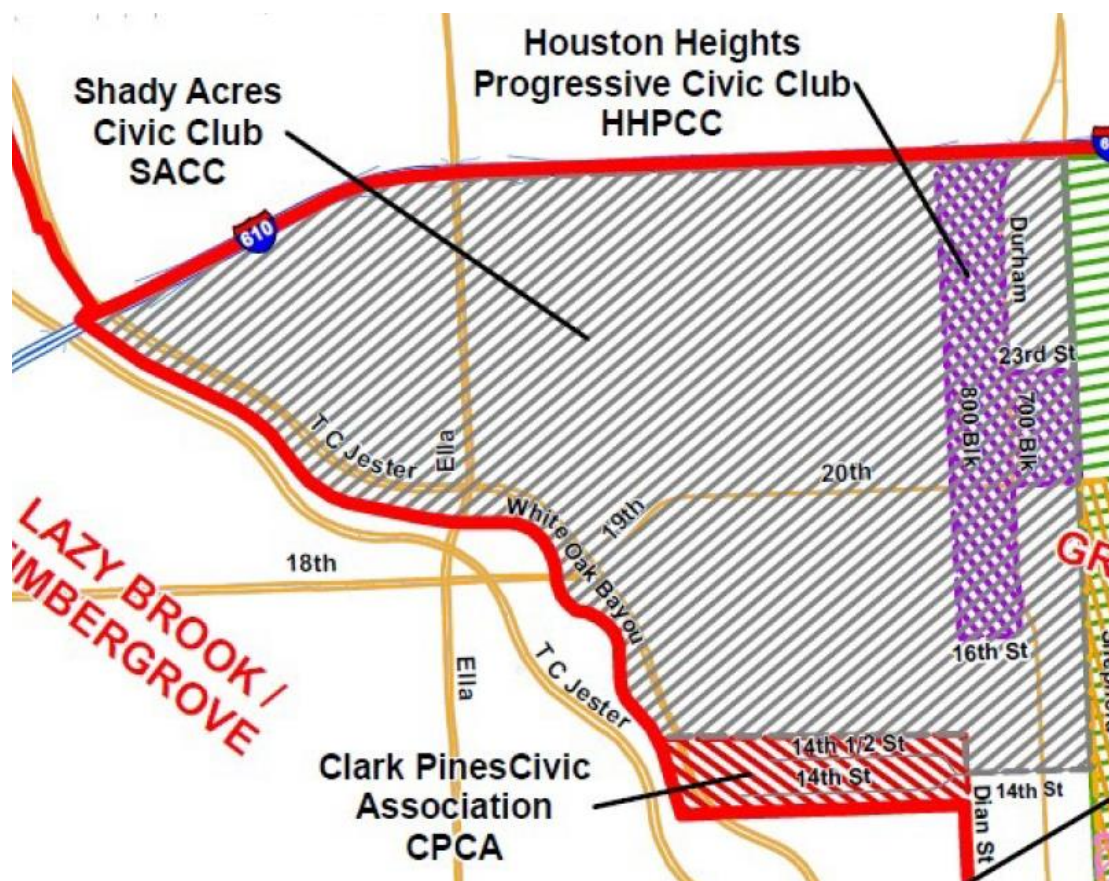 Houston Heights
Progressive Civic Club
HHPCC
Shady Acres
Civic Club
SACC
610
Durham
23rd St
800 Blk
700 Blk
T C Jester
Ella
20th
19th
White Oak Bayou
18th
LAZY BROOK /
GR
16th St
T C Jester
Ella
14th 1/2 St
14th St
Clark PinesCivic
Association
CPCA
14th St
Dian St